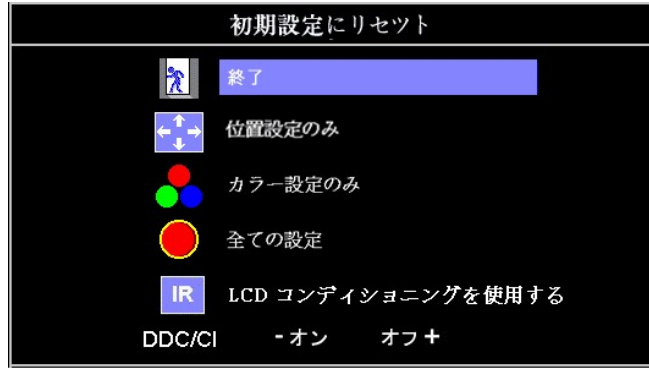 初期設定にリセツト
終了
位置設定のみ
カラー設定のみ
全ての設定
IR LCD コンディショニングを使用する
DDC/CI - オン オフ +